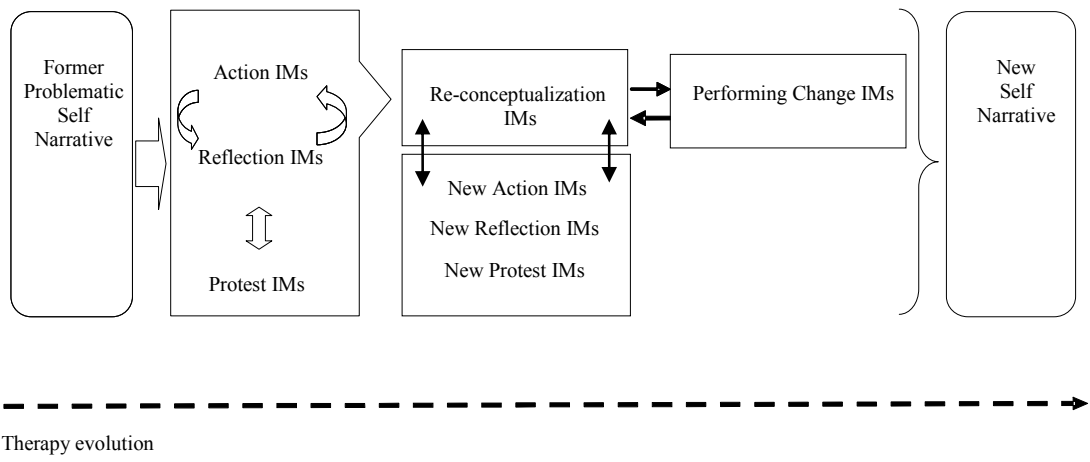 Former
Problematic
Self
Narrative
Action IMs
Reflection IMs
Protest IMs
Re-conceptualization
IMs
New Action IMs
New Reflection IMs
New Protest IMs
Performing Change IMs
New
Self
Narrative
Therapy evolution